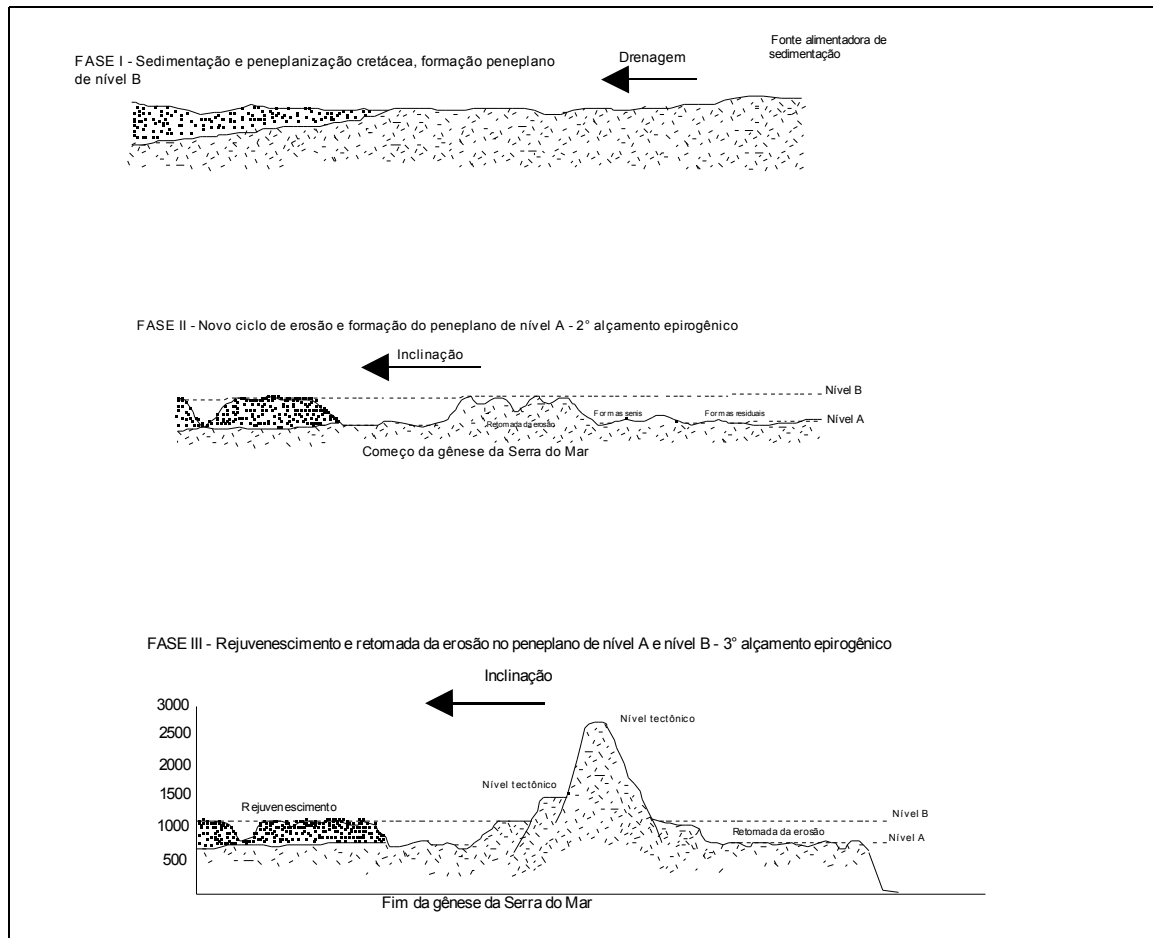 Fonte alimentadora de
sedimentação
Drenagem
FASE I - Sedimentação e peneplanização cretácea, formação peneplano
de nível B
FASE II - Novo ciclo de erosão e formação do peneplano de nível A - 2° alçamento epirogênico
Inclinação
Nível B
Formas senis
Formas residuais
Nível A
Retomada da erosão
Começo da gênese da Serra do Mar
FASE III - Rejuvenescimento e retomada da erosão no peneplano de nível A e nível B - 3° alçamento epirogênico
Inclinação
3000
Nível tectônico
2500
2000
Nível tectônico
1500
Rejuvenescimento
Nível B
1000
Retomada da erosão
Nível A
500
Fim da gênese da Serra do Mar